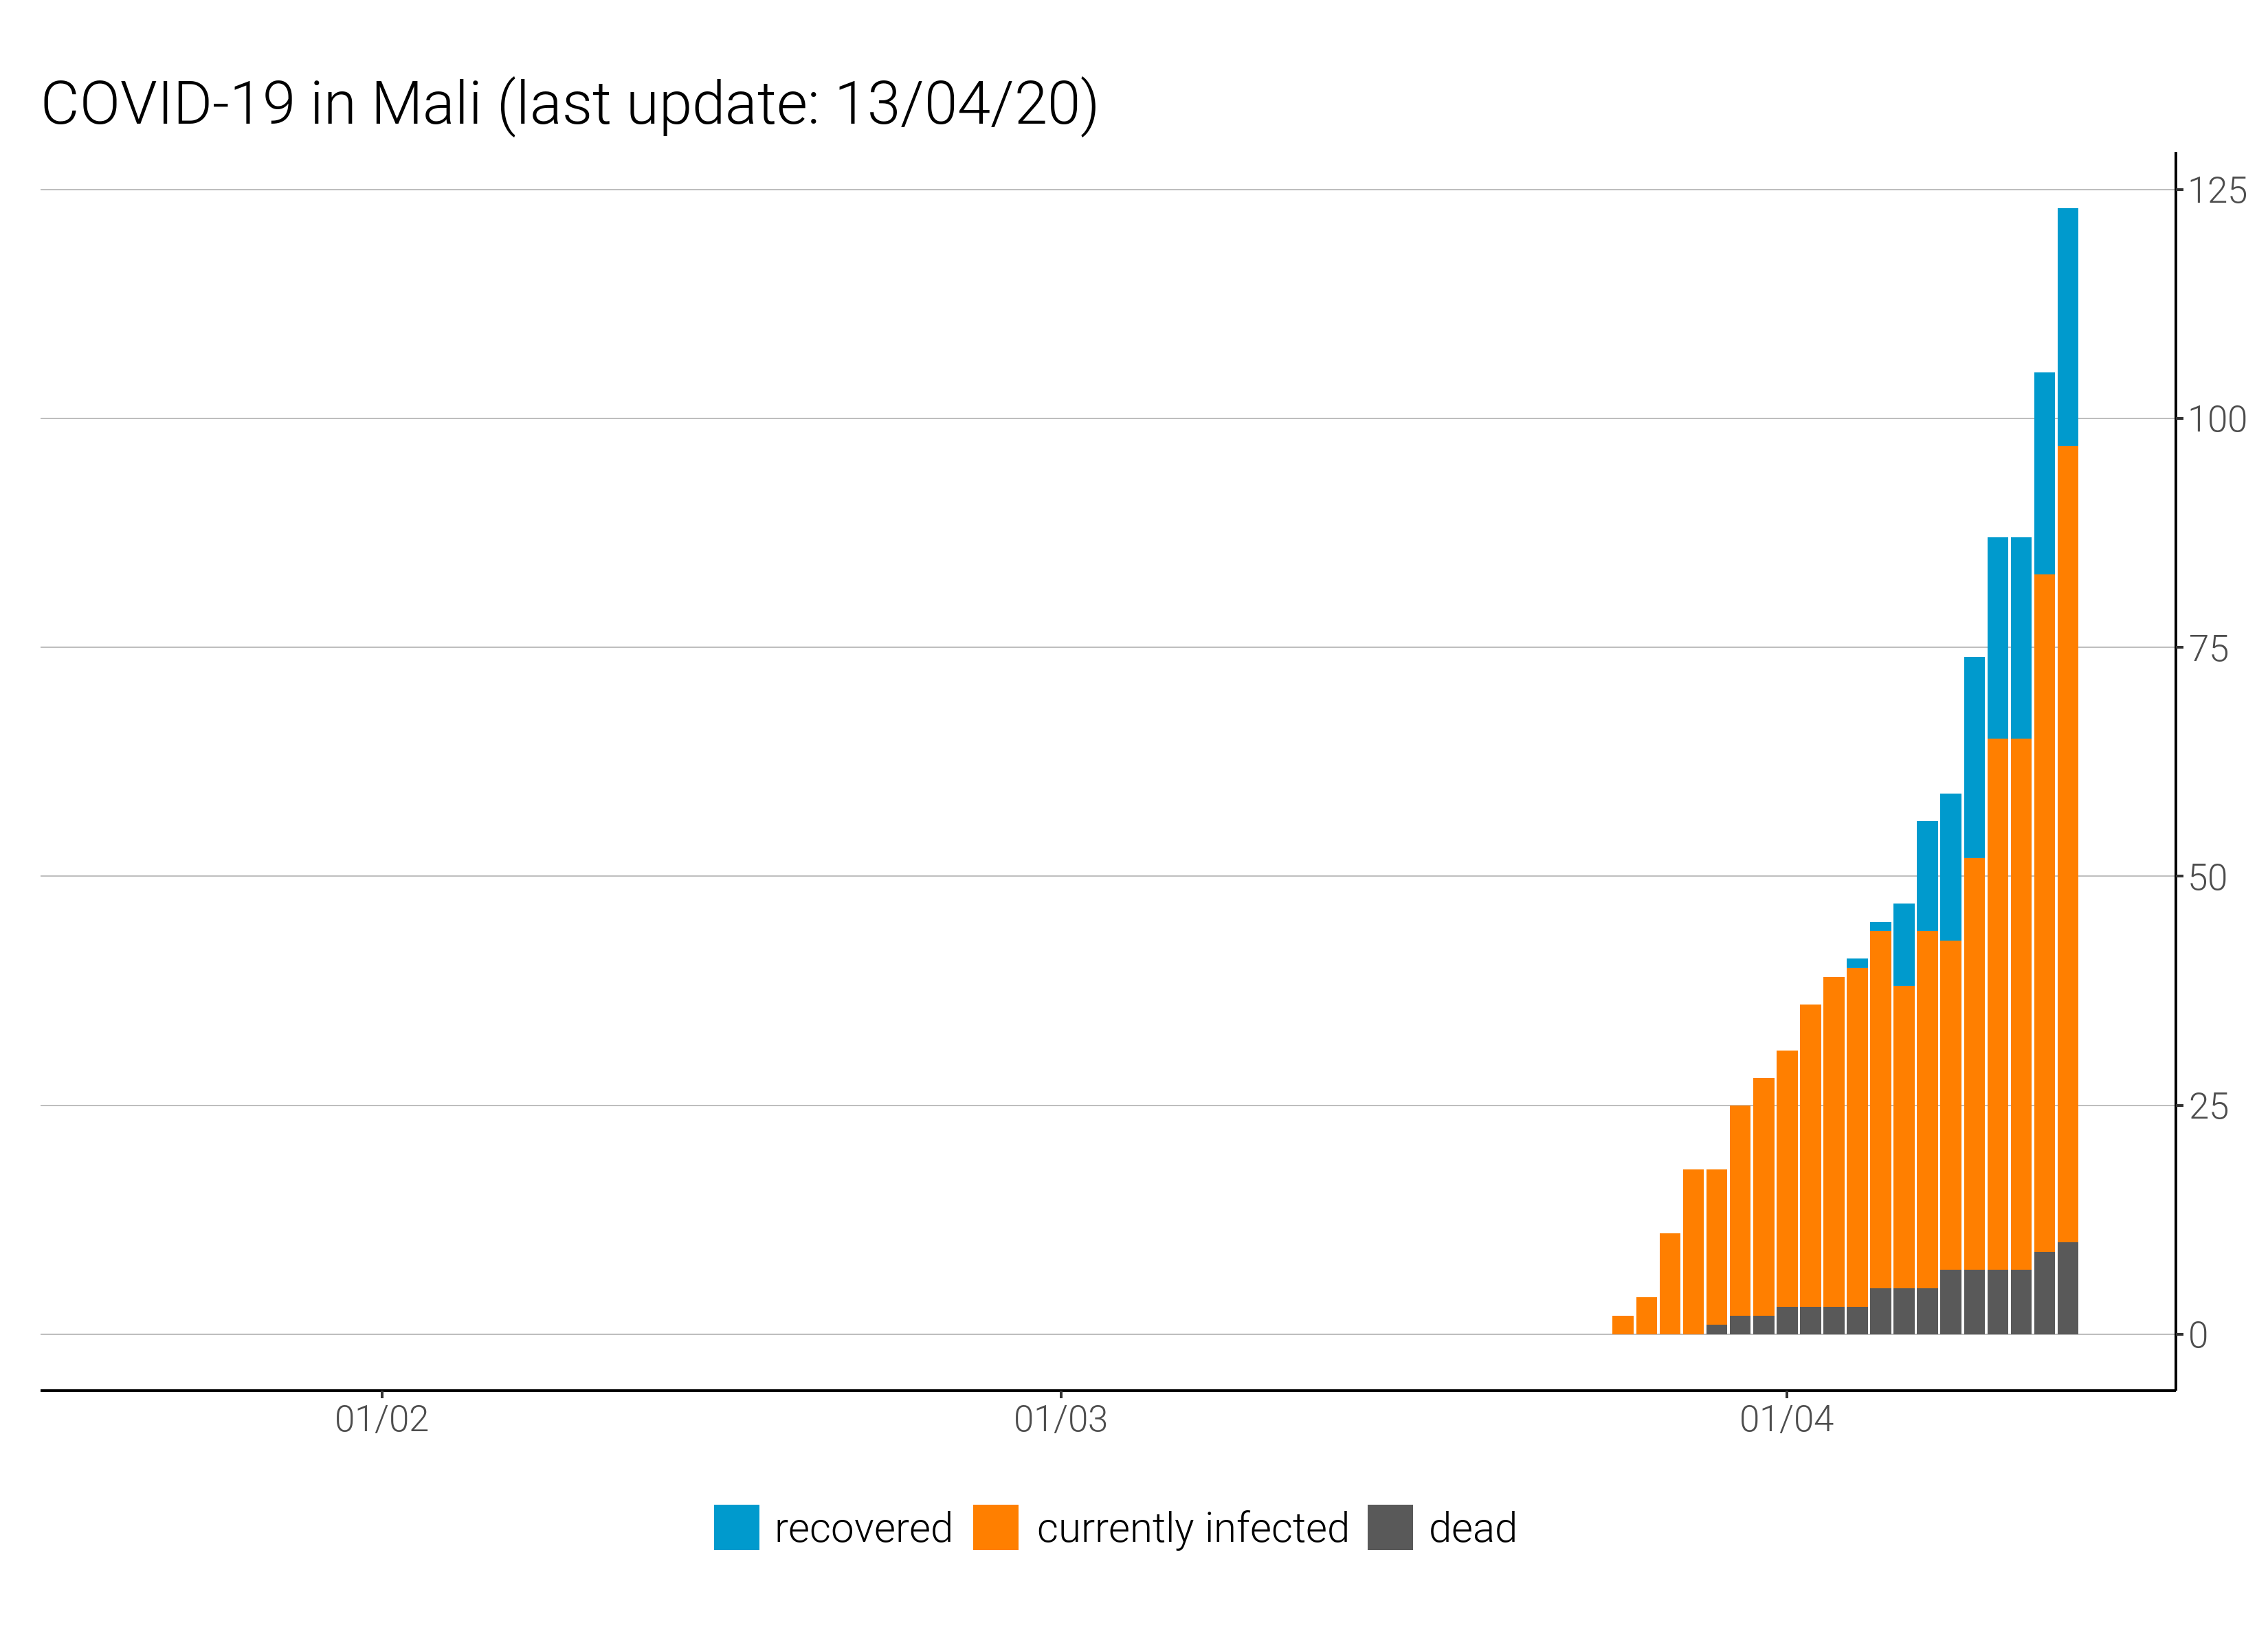 COVID-19 in Mali (last update: 13/04/20)
125
100
75
50
25
0
01/02 01/03 01/04
recovered currently infected dead